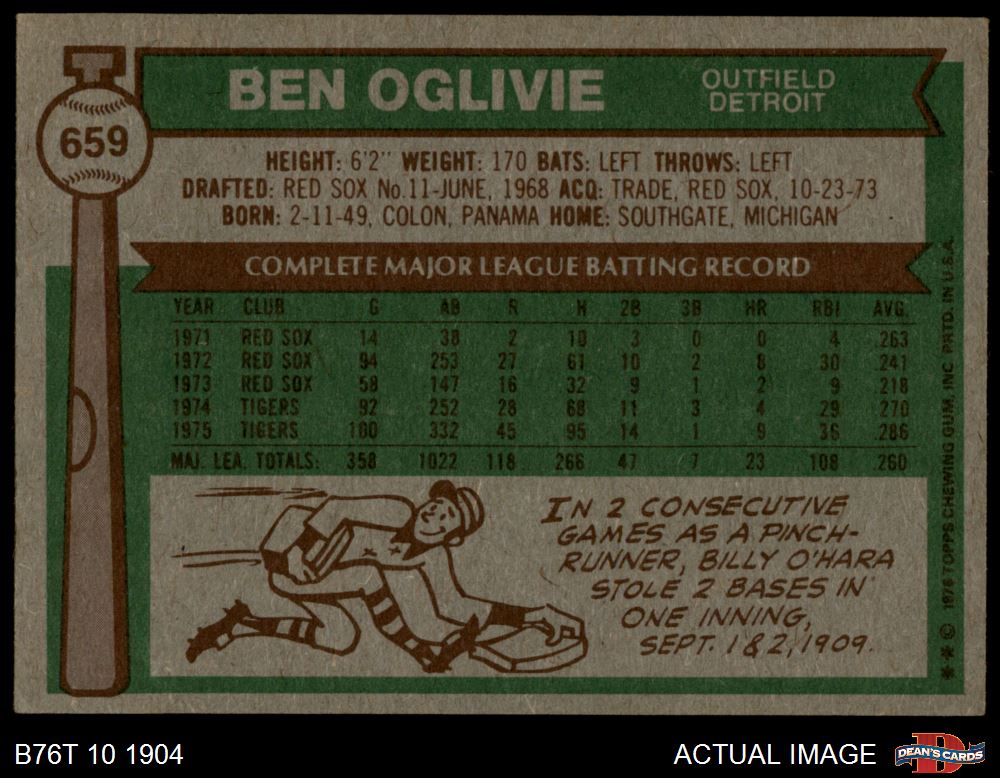 BEN OGLIVIE
OUTFIELD
DETROIT
659
HEIGHT: 6'2" WEIGHT: 170 BATS: LEFT THROWS: LEFT
DRAFTED: RED SOX No.11-JUNE, 1968 ACQ: TRADE, RED SOX, 10-23-73
BORN: 2-11-49, COLON, PANAMA HOME: SOUTHGATE, MICHIGAN
COMPLETE MAJOR LEAGUE BATTING RECORD
YEAR CLUB G AB R H 2B 3B HR RBI AVG.
1971 RED SOX 14 38 2 10 3 0 0 4 .263
1972 RED SOX 94 253 27 61 10 2 8 30 .241
1973 RED SOX 58 147 16 32 9 1 2 9 .218
1974 TIGERS 92 252 28 68 11 3 4 29 .270
1975 TIGERS 100 332 45 95 14 1 9 36 .286
MAJ. LEA. TOTALS: 358 1022 118 266 47 7 23 108 .260
IN 2 CONSECUTIVE
GAMES AS A PINCH-
RUNNER, BILLY O'HARA
STOLE 2 BASES IN
ONE INNING,
SEPT. 1 & 2, 1909.
** © 1976 TOPPS CHEWING GUM, INC. PRTD. IN U.S.A.
B76T 10 1904
ACTUAL IMAGE
D
DEAN'S CARDS